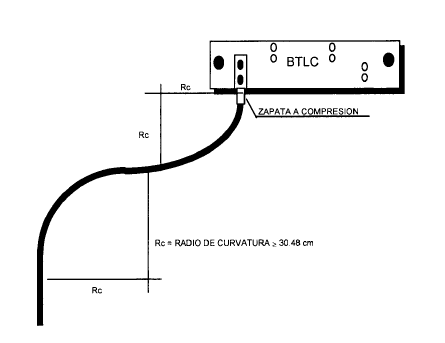 BTLC
Rc
ZAPATA A COMPRESION
Rc
Rc = RADIO DE CURVATURA ≥ 30.48 cm
Rc